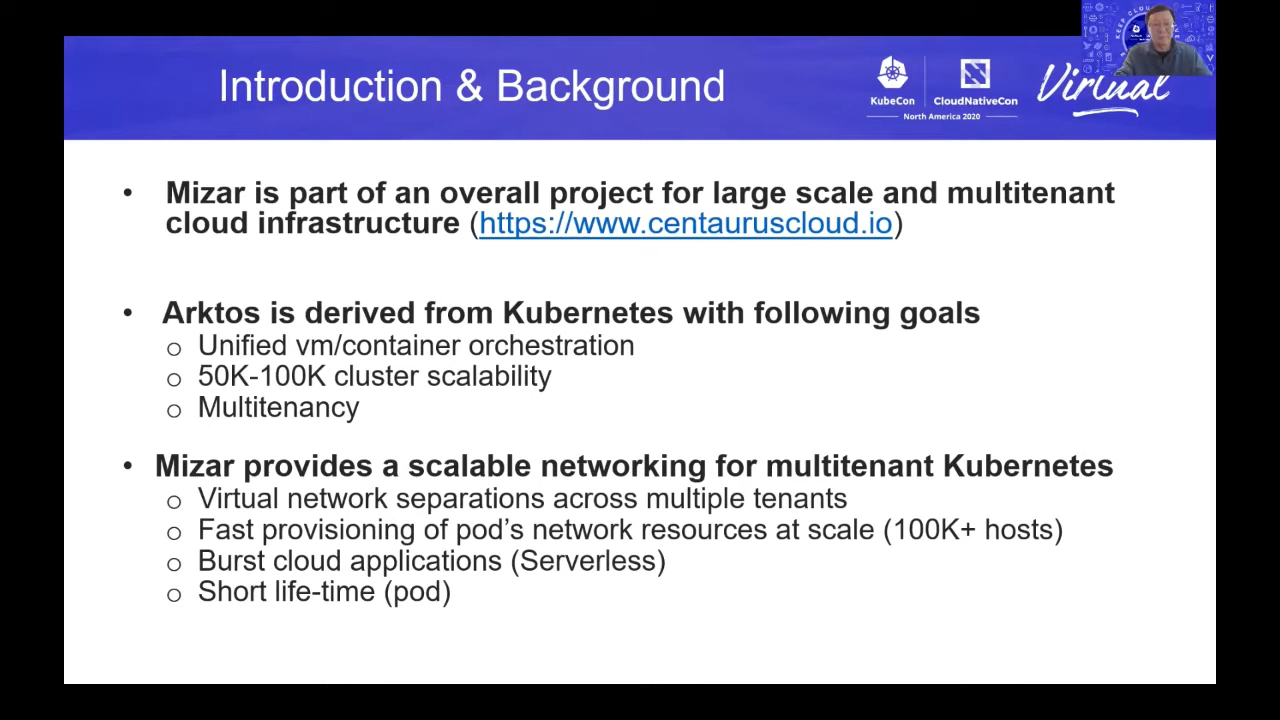 Introduction & Background
KubeCon
CloudNativeCon
North America 2020
Virtual
• Mizar is part of an overall project for large scale and multitenant
cloud infrastructure (https://www.centauruscloud.io)
• Arktos is derived from Kubernetes with following goals
o Unified vm/container orchestration
o 50K-100K cluster scalability
o Multitenancy
• Mizar provides a scalable networking for multitenant Kubernetes
o Virtual network separations across multiple tenants
o Fast provisioning of pod’s network resources at scale (100K+ hosts)
o Burst cloud applications (Serverless)
o Short life-time (pod)